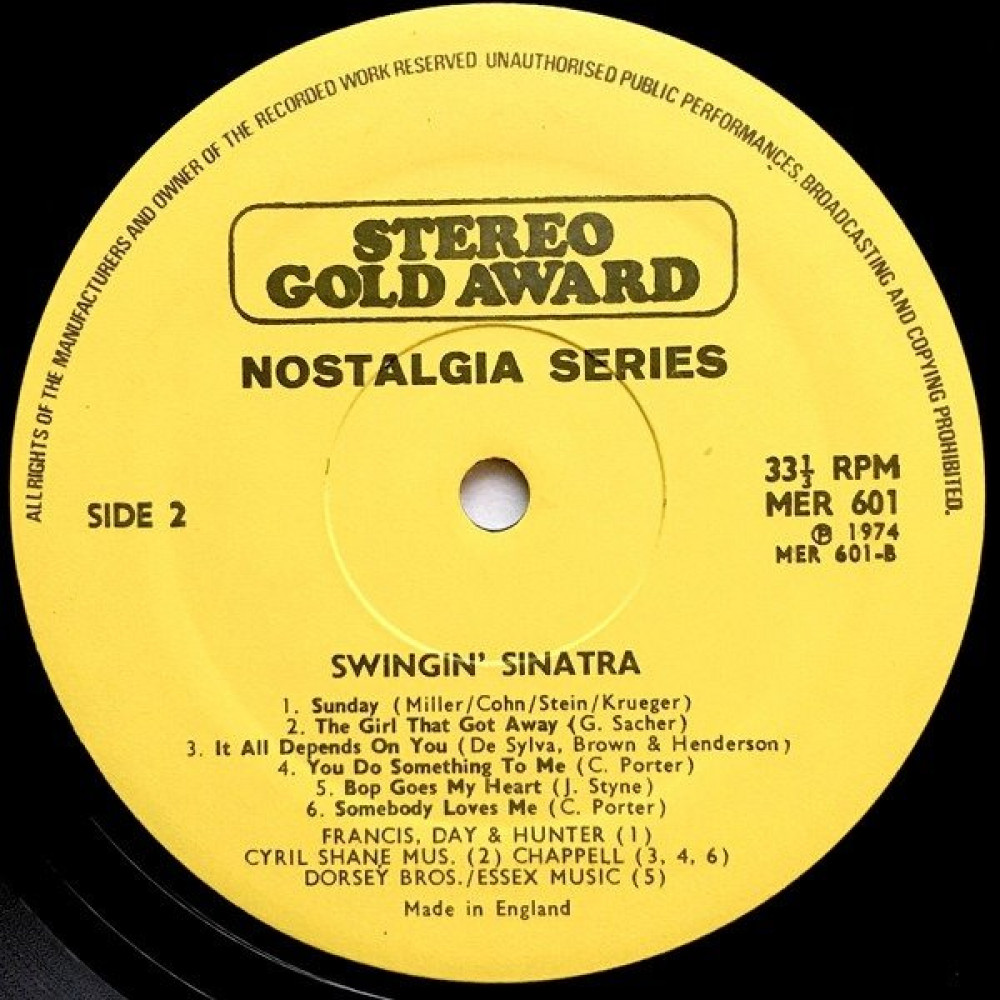 ALL RIGHTS OF THE MANUFACTURERS AND OWNER OF THE RECORDED WORK RESERVED UNAUTHORISED PUBLIC PERFORMANCES, BROADCASTING AND COPYING PROHIBITED.
STEREO
GOLD AWARD
NOSTALGIA SERIES
SIDE 2
33⅓ RPM
MER 601
℗ 1974
MER 601-B
SWINGIN' SINATRA
1. Sunday (Miller/Cohn/Stein/Krueger)
2. The Girl That Got Away (G. Sacher)
3. It All Depends On You (De Sylva, Brown & Henderson)
4. You Do Something To Me (C. Porter)
5. Bop Goes My Heart (J. Styne)
6. Somebody Loves Me (C. Porter)
FRANCIS, DAY & HUNTER (1)
CYRIL SHANE MUS. (2) CHAPPELL (3, 4, 6)
DORSEY BROS./ESSEX MUSIC (5)
Made in England